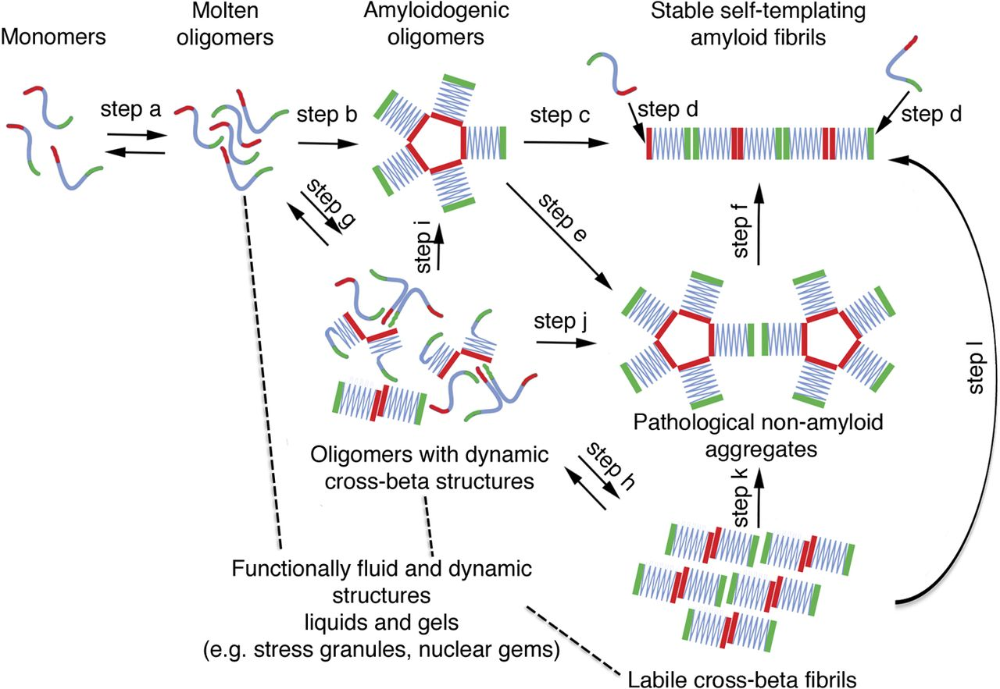 Monomers
Molten
oligomers
Amyloidogenic
oligomers
Stable self-templating
amyloid fibrils
step a
step b
step c
step d
step d
step g
step i
step e
step f
step j
step l
Pathological non-amyloid
aggregates
Oligomers with dynamic
cross-beta structures
step h
step k
Functionally fluid and dynamic
structures
liquids and gels
(e.g. stress granules, nuclear gems)
Labile cross-beta fibrils